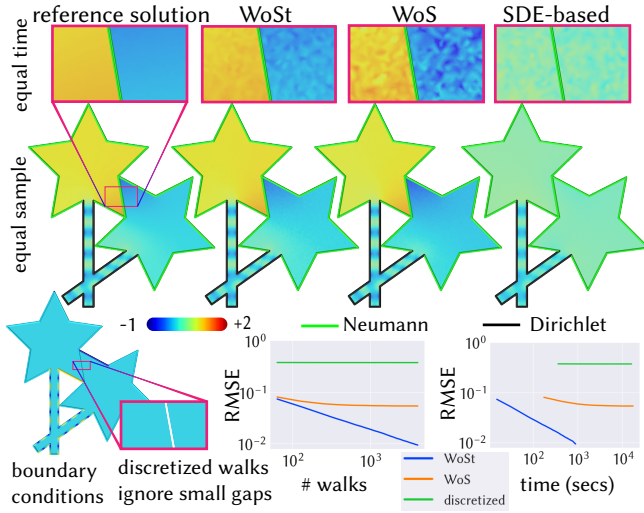 reference solution WoSt WoS SDE-based
equal time
equal sample
-1 +2 Neumann Dirichlet
boundary conditions
discretized walks
ignore small gaps
RMSE
10^0
10^-1
10^-2
10^2 10^3
# walks
RMSE
10^0
10^-1
10^-2
10^2 10^4
time (secs)
WoSt
WoS
discretized